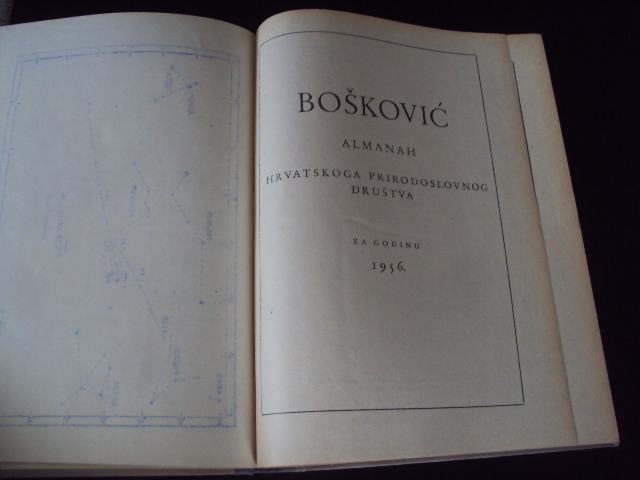 BOŠKOVIĆ
ALMANAH
HRVATSKOGA PRIRODOSLOVNOG
DRUŠTVA
ZA GODINU
1956.